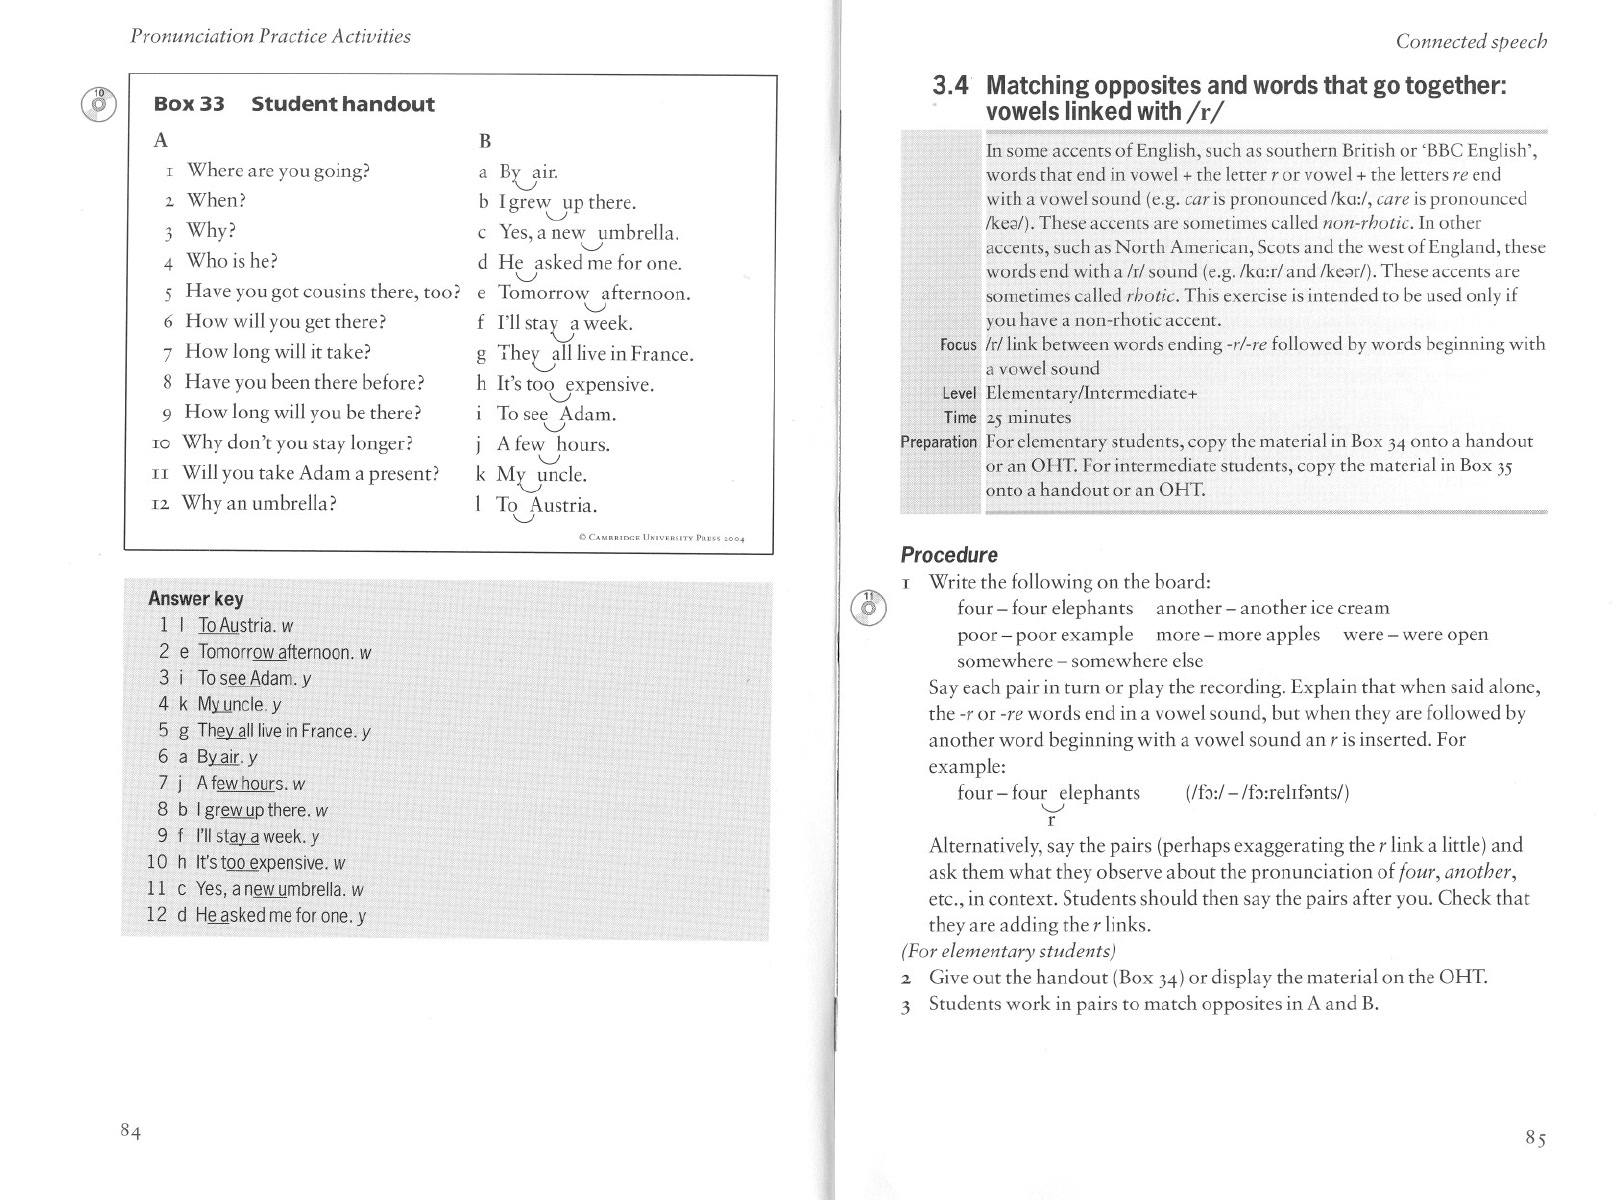 Pronunciation Practice Activities
10
Box 33 Student handout
A B
1 Where are you going? a By air.
2 When? b I grew up there.
3 Why? c Yes, a new umbrella.
4 Who is he? d He asked me for one.
5 Have you got cousins there, too? e Tomorrow afternoon.
6 How will you get there? f I'll stay a week.
7 How long will it take? g They all live in France.
8 Have you been there before? h It's too expensive.
9 How long will you be there? i To see Adam.
10 Why don't you stay longer? j A few hours.
11 Will you take Adam a present? k My uncle.
12 Why an umbrella? l To Austria.
© CAMBRIDGE UNIVERSITY PRESS 2004
Answer key
1 l To Austria. w
2 e Tomorrow afternoon. w
3 i To see Adam. y
4 k My uncle. y
5 g They all live in France. y
6 a By air. y
7 j A few hours. w
8 b I grew up there. w
9 f I'll stay a week. y
10 h It's too expensive. w
11 c Yes, a new umbrella. w
12 d He asked me for one. y
84
Connected speech
3.4 Matching opposites and words that go together:
vowels linked with /r/
In some accents of English, such as southern British or ‘BBC English’,
words that end in vowel + the letter r or vowel + the letters re end
with a vowel sound (e.g. car is pronounced /kɑː/, care is pronounced
/keə/). These accents are sometimes called non-rhotic. In other
accents, such as North American, Scots and the west of England, these
words end with a /r/ sound (e.g. /kɑːr/ and /keər/). These accents are
sometimes called rhotic. This exercise is intended to be used only if
you have a non-rhotic accent.
Focus /r/ link between words ending -r/-re followed by words beginning with
a vowel sound
Level Elementary/Intermediate+
Time 25 minutes
Preparation For elementary students, copy the material in Box 34 onto a handout
or an OHT. For intermediate students, copy the material in Box 35
onto a handout or an OHT.
Procedure
11
1 Write the following on the board:
four – four elephants another – another ice cream
poor – poor example more – more apples were – were open
somewhere – somewhere else
Say each pair in turn or play the recording. Explain that when said alone,
the -r or -re words end in a vowel sound, but when they are followed by
another word beginning with a vowel sound an r is inserted. For
example:
four – four elephants (/fɔː/ – /fɔːrelɪfənts/)
r
Alternatively, say the pairs (perhaps exaggerating the r link a little) and
ask them what they observe about the pronunciation of four, another,
etc., in context. Students should then say the pairs after you. Check that
they are adding the r links.
(For elementary students)
2 Give out the handout (Box 34) or display the material on the OHT.
3 Students work in pairs to match opposites in A and B.
85